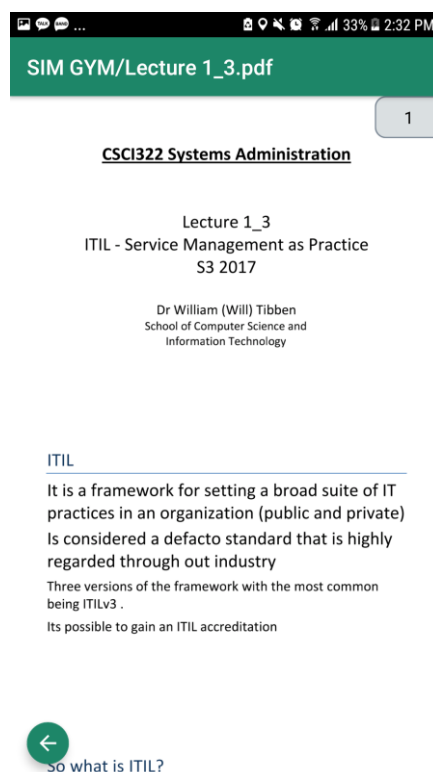 TALK BAND ... 33% 2:32 PM
SIM GYM/Lecture 1_3.pdf
1
CSCI322 Systems Administration
Lecture 1_3
ITIL - Service Management as Practice
S3 2017
Dr William (Will) Tibben
School of Computer Science and
Information Technology
ITIL
It is a framework for setting a broad suite of IT
practices in an organization (public and private)
Is considered a defacto standard that is highly
regarded through out industry
Three versions of the framework with the most common
being ITILv3 .
Its possible to gain an ITIL accreditation
So what is ITIL?